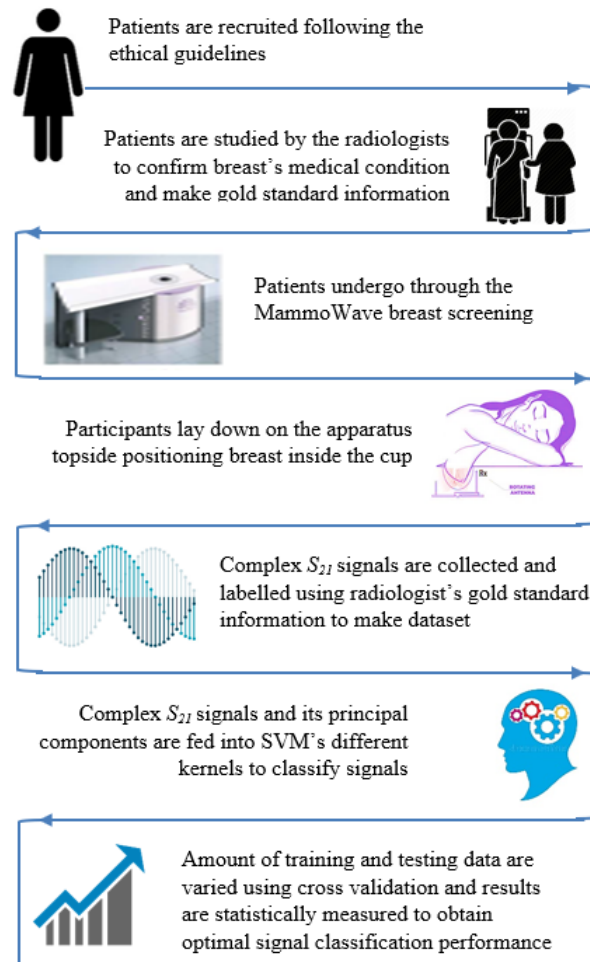 Patients are recruited following the
ethical guidelines
Patients are studied by the radiologists
to confirm breast's medical condition
and make gold standard information
Patients undergo through the
MammoWave breast screening
Participants lay down on the apparatus
topside positioning breast inside the cup
Rx
ROTATING
ANTENNA
Complex S21 signals are collected and
labelled using radiologist's gold standard
information to make dataset
Complex S21 signals and its principal
components are fed into SVM's different
kernels to classify signals
Amount of training and testing data are
varied using cross validation and results
are statistically measured to obtain
optimal signal classification performance